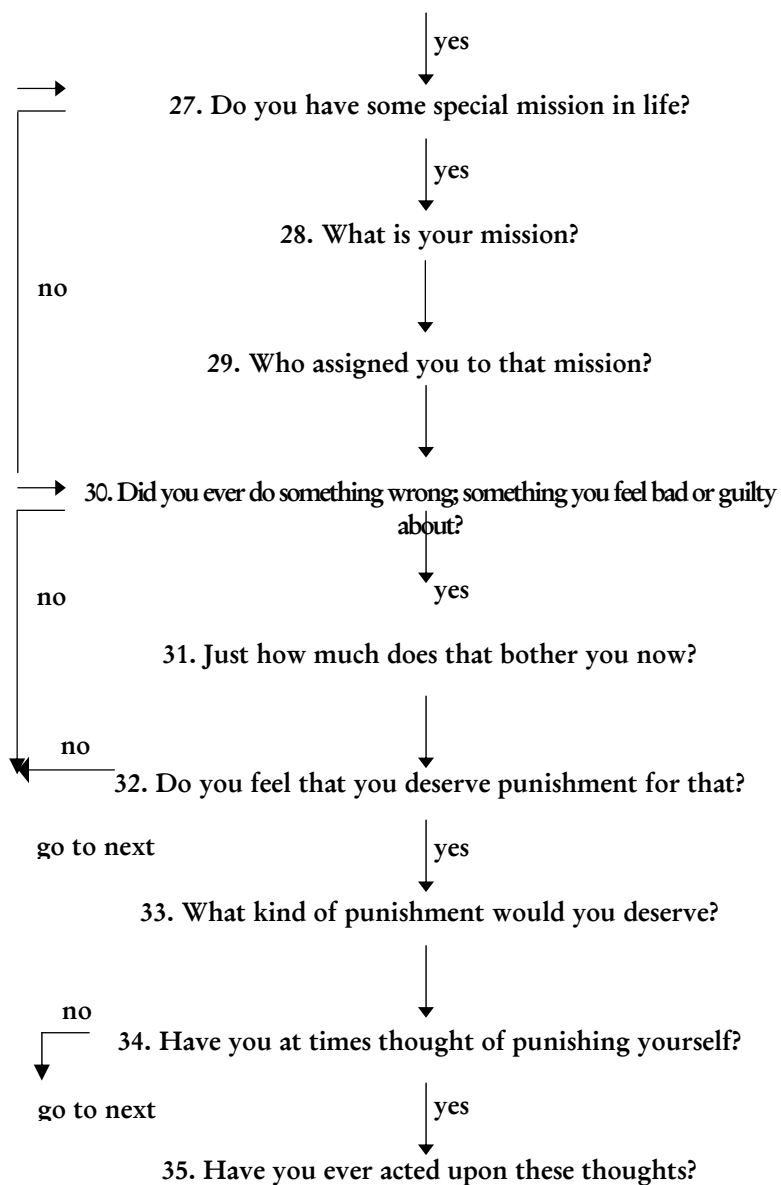 yes
27. Do you have some special mission in life?
yes
28. What is your mission?
no
29. Who assigned you to that mission?
30. Did you ever do something wrong; something you feel bad or guilty
about?
yes
no
31. Just how much does that bother you now?
no
32. Do you feel that you deserve punishment for that?
go to next
yes
33. What kind of punishment would you deserve?
no
34. Have you at times thought of punishing yourself?
go to next
yes
35. Have you ever acted upon these thoughts?